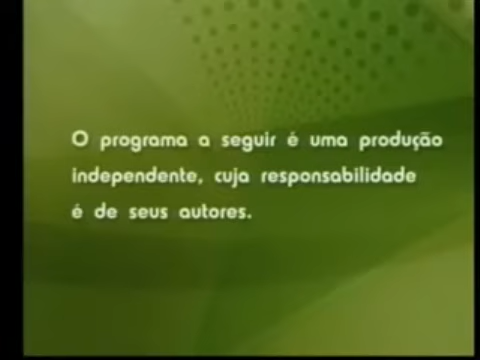 O programa a seguir é uma produção
independente, cuja responsabilidade
é de seus autores.